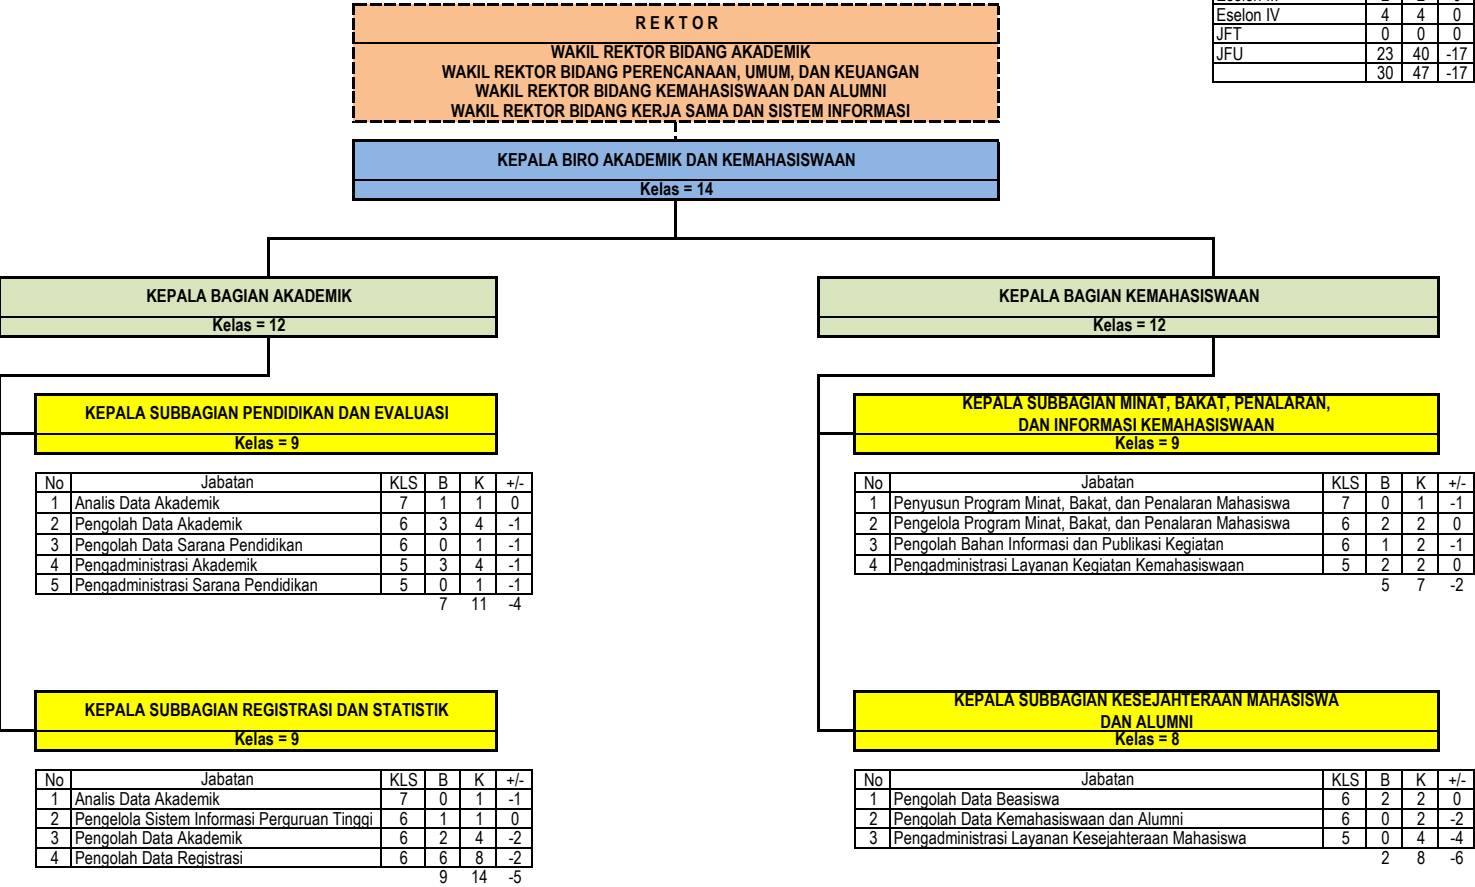 R E K T O R
WAKIL REKTOR BIDANG AKADEMIK
WAKIL REKTOR BIDANG PERENCANAAN, UMUM, DAN KEUANGAN
WAKIL REKTOR BIDANG KEMAHASISWAAN DAN ALUMNI
WAKIL REKTOR BIDANG KERJA SAMA DAN SISTEM INFORMASI
Eselon IV 4 4 0
JFT 0 0 0
JFU 23 40 -17
30 47 -17
KEPALA BIRO AKADEMIK DAN KEMAHASISWAAN
Kelas = 14
KEPALA BAGIAN AKADEMIK
Kelas = 12
KEPALA SUBBAGIAN PENDIDIKAN DAN EVALUASI
Kelas = 9
No Jabatan KLS B K +/-
1 Analis Data Akademik 7 1 1 0
2 Pengolah Data Akademik 6 3 4 -1
3 Pengolah Data Sarana Pendidikan 6 0 1 -1
4 Pengadministrasi Akademik 5 3 4 -1
5 Pengadministrasi Sarana Pendidikan 5 0 1 -1
7 11 -4
KEPALA SUBBAGIAN REGISTRASI DAN STATISTIK
Kelas = 9
No Jabatan KLS B K +/-
1 Analis Data Akademik 7 0 1 -1
2 Pengelola Sistem Informasi Perguruan Tinggi 6 1 1 0
3 Pengolah Data Akademik 6 2 4 -2
4 Pengolah Data Registrasi 6 6 8 -2
9 14 -5
KEPALA BAGIAN KEMAHASISWAAN
Kelas = 12
KEPALA SUBBAGIAN MINAT, BAKAT, PENALARAN,
DAN INFORMASI KEMAHASISWAAN
Kelas = 9
No Jabatan KLS B K +/-
1 Penyusun Program Minat, Bakat, dan Penalaran Mahasiswa 7 0 1 -1
2 Pengelola Program Minat, Bakat, dan Penalaran Mahasiswa 6 2 2 0
3 Pengolah Bahan Informasi dan Publikasi Kegiatan 6 1 2 -1
4 Pengadministrasi Layanan Kegiatan Kemahasiswaan 5 2 2 0
5 7 -2
KEPALA SUBBAGIAN KESEJAHTERAAN MAHASISWA
DAN ALUMNI
Kelas = 8
No Jabatan KLS B K +/-
1 Pengolah Data Beasiswa 6 2 2 0
2 Pengolah Data Kemahasiswaan dan Alumni 6 0 2 -2
3 Pengadministrasi Layanan Kesejahteraan Mahasiswa 5 0 4 -4
2 8 -6